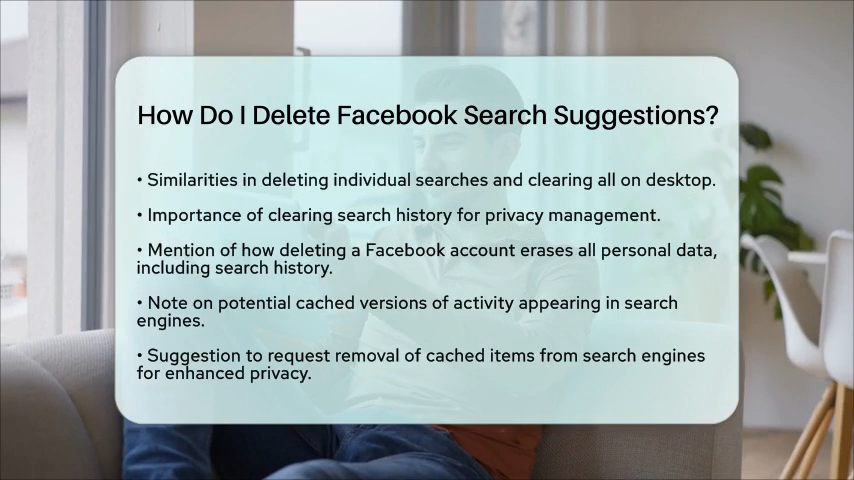 How Do I Delete Facebook Search Suggestions?
• Similarities in deleting individual searches and clearing all on desktop.
• Importance of clearing search history for privacy management.
• Mention of how deleting a Facebook account erases all personal data,
including search history.
• Note on potential cached versions of activity appearing in search
engines.
• Suggestion to request removal of cached items from search engines
for enhanced privacy.